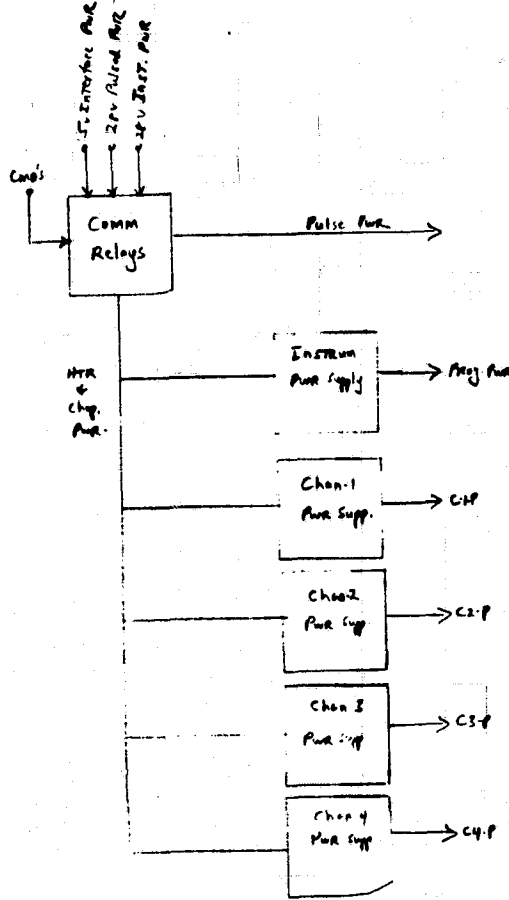 5v Interface PWR
28v Pulsed PWR
28v INST. PWR
CMD's
Comm
Relays
Pulse PWR
HTR
&
Chop.
PWR.
INSTRUM
PWR Supply
Prog. PWR
Chan-1
PWR Supp.
C1-P
Chan-2
PWR Supp
C2-P
Chan 3
PWR Supp
C3-P
Chan 4
PWR Supp
C4-P